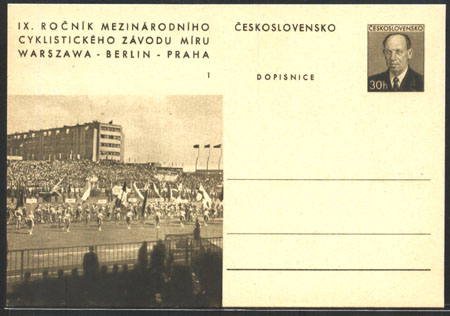 IX. ROČNÍK MEZINÁRODNÍHO
CYKLISTICKÉHO ZÁVODU MÍRU
WARSZAWA - BERLIN - PRAHA
1
ČESKOSLOVENSKO
DOPISNICE
ČESKOSLOVENSKO
30h